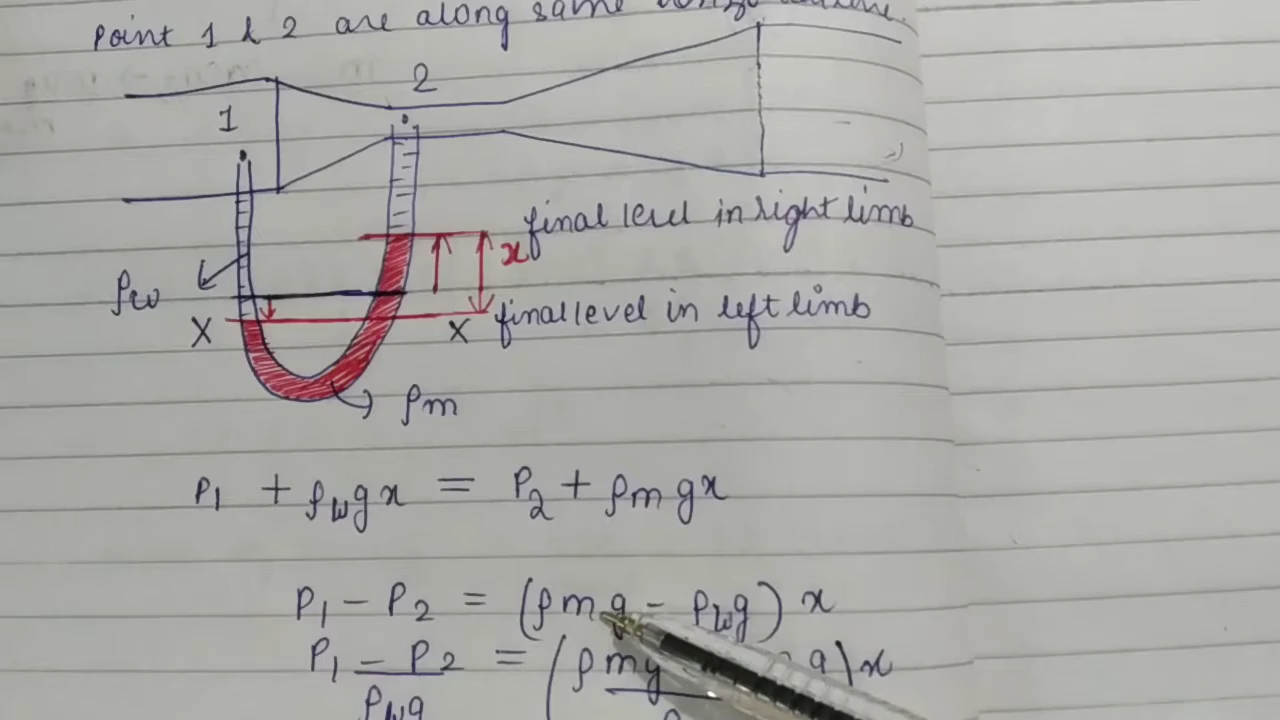 Point 1 & 2 are along same
2
1
final level in right limb
x
ρw
final level in left limb
X
X
ρm
P1 + ρwgx = P2 + ρmgx
P1 - P2 = (ρmg - ρwg) x
P1 - P2 = (ρmg g) x
ρwg